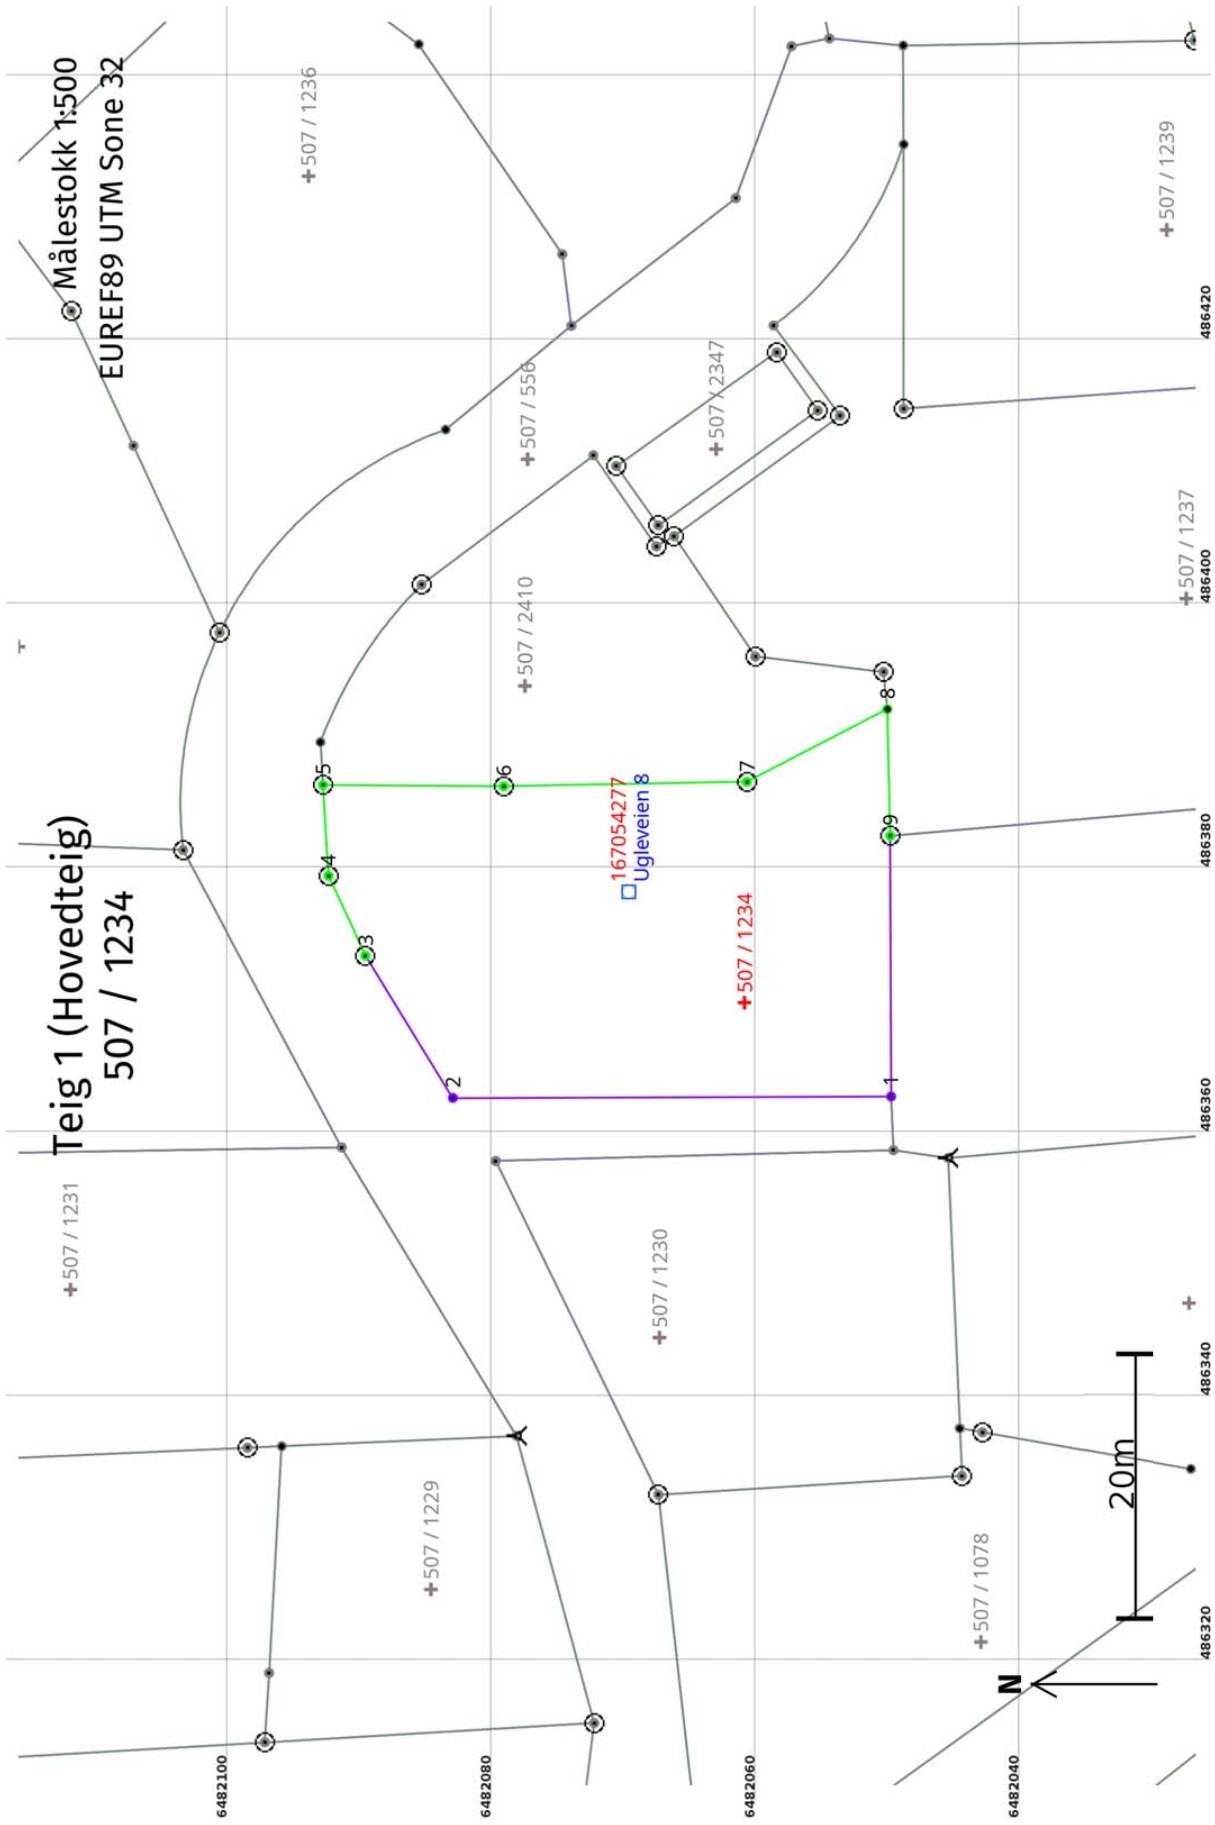 Målestokk 1:500
EUREF89 UTM Sone 32
Teig 1 (Hovedteig)
507 / 1234
507 / 1236
507 / 1239
507 / 556
507 / 2347
507 / 1237
507 / 2410
167054277
Ugleveien 8
507 / 1234
507 / 1231
507 / 1230
507 / 1229
507 / 1078
1
2
3
4
5
6
7
8
9
486420
486400
486380
486360
486340
486320
6482100
6482080
6482060
6482040
20m
N